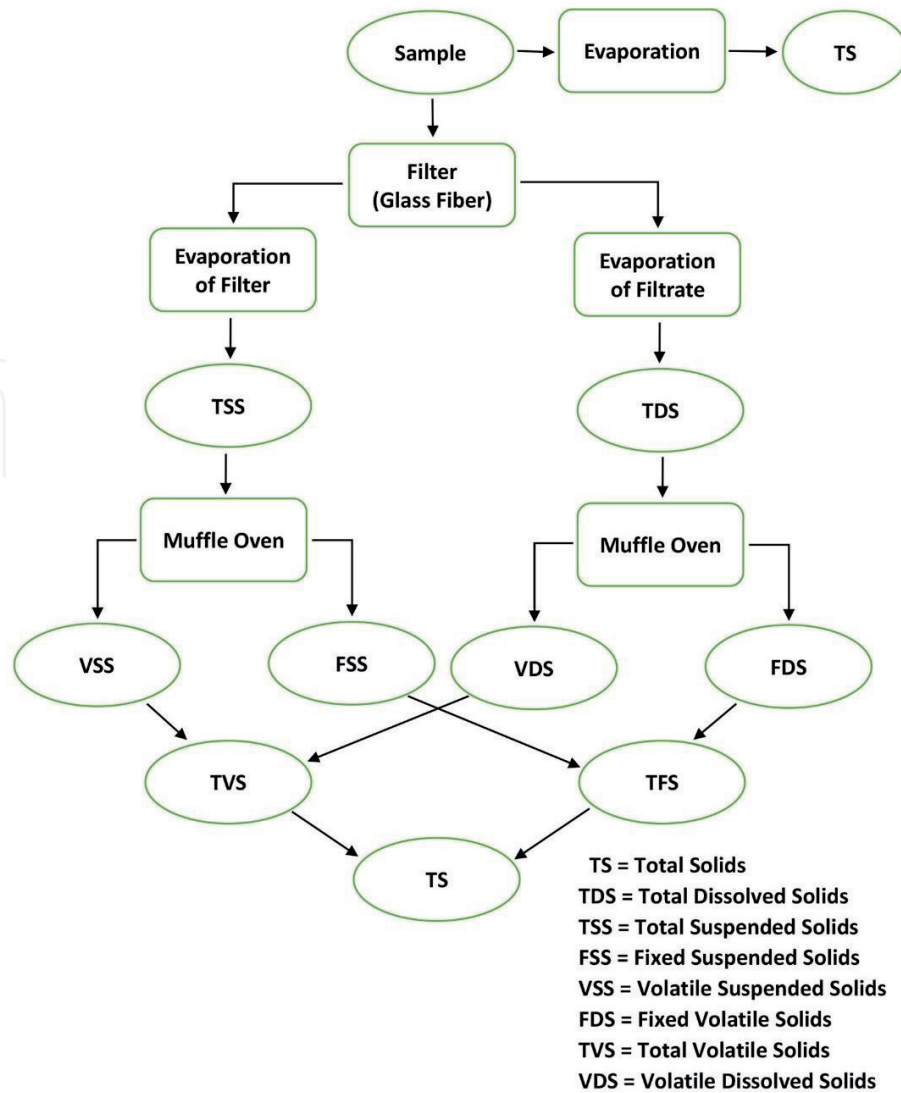 Sample
Evaporation
TS
Filter
(Glass Fiber)
Evaporation
of Filter
Evaporation
of Filtrate
TSS
TDS
Muffle Oven
Muffle Oven
VSS
FSS
VDS
FDS
TVS
TFS
TS
TS = Total Solids
TDS = Total Dissolved Solids
TSS = Total Suspended Solids
FSS = Fixed Suspended Solids
VSS = Volatile Suspended Solids
FDS = Fixed Volatile Solids
TVS = Total Volatile Solids
VDS = Volatile Dissolved Solids